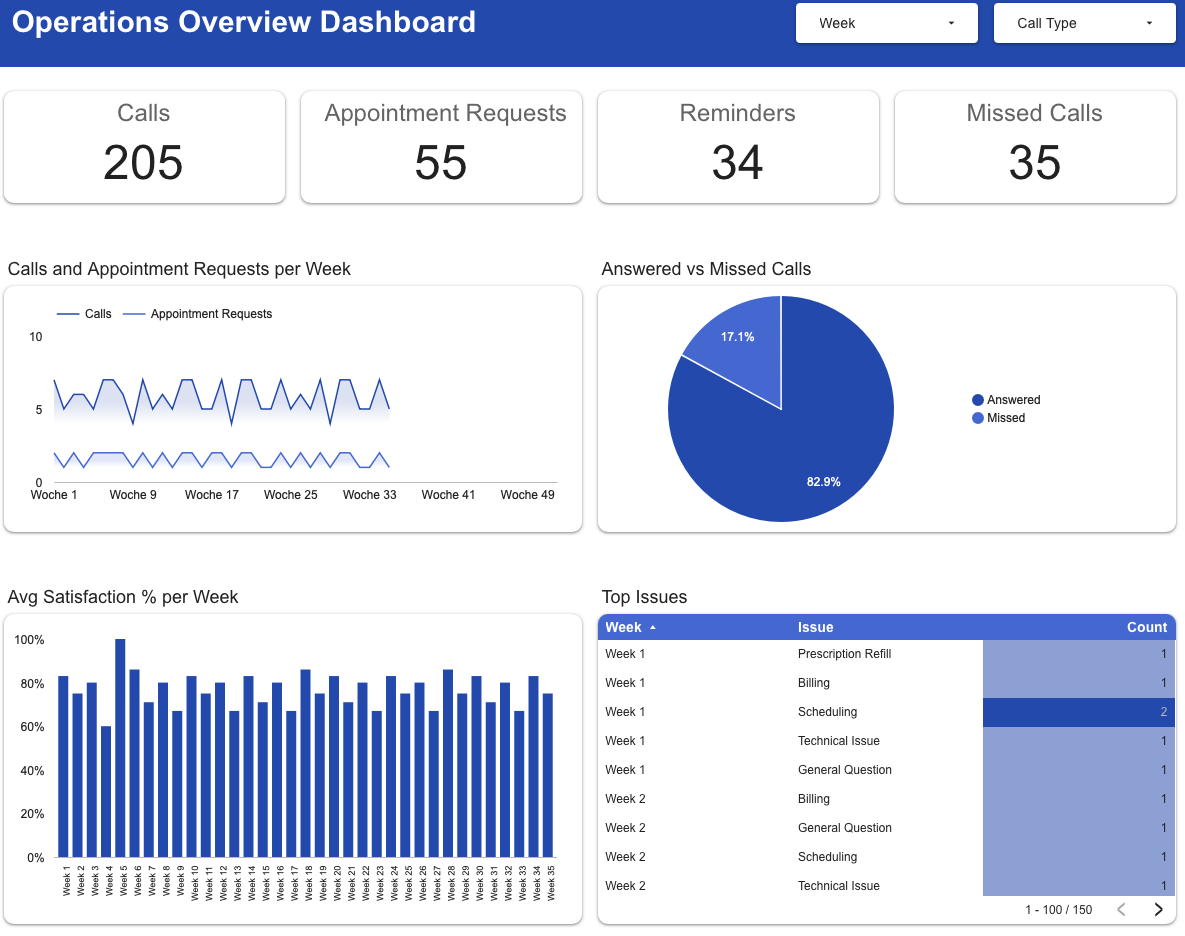 Operations Overview Dashboard
Week
Call Type
Calls
205
Appointment Requests
55
Reminders
34
Missed Calls
35
Calls and Appointment Requests per Week
Calls Appointment Requests
10
5
0
Woche 1 Woche 9 Woche 17 Woche 25 Woche 33 Woche 41 Woche 49
Answered vs Missed Calls
17.1%
82.9%
Answered
Missed
Avg Satisfaction % per Week
100%
80%
60%
40%
20%
0%
Week 1 Week 2 Week 3 Week 4 Week 5 Week 6 Week 7 Week 8 Week 9 Week 10 Week 11 Week 12 Week 13 Week 14 Week 15 Week 16 Week 17 Week 18 Week 19 Week 20 Week 21 Week 22 Week 23 Week 24 Week 25 Week 26 Week 27 Week 28 Week 29 Week 30 Week 31 Week 32 Week 33 Week 34 Week 35
Top Issues
Week Issue Count
Week 1 Prescription Refill 1
Week 1 Billing 1
Week 1 Scheduling 2
Week 1 Technical Issue 1
Week 1 General Question 1
Week 2 Billing 1
Week 2 General Question 1
Week 2 Scheduling 1
Week 2 Technical Issue 1
1 - 100 / 150